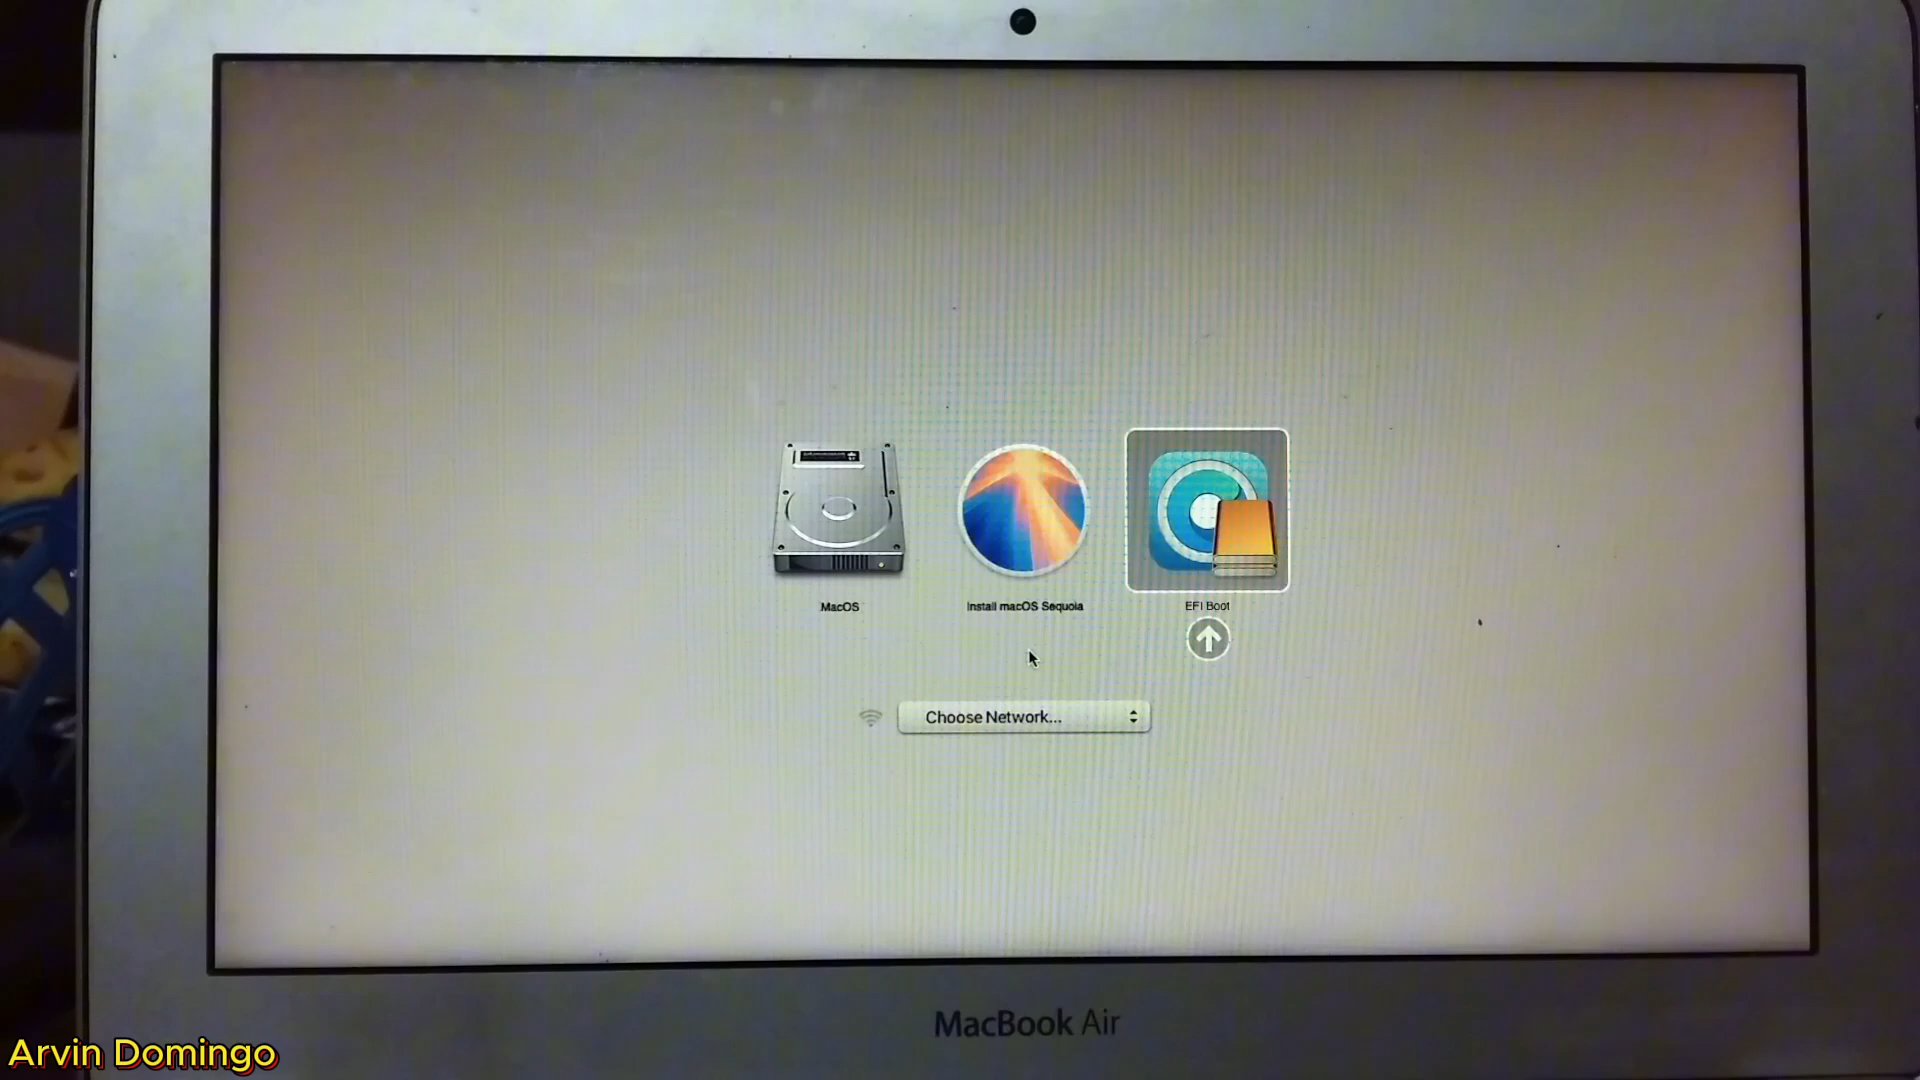 MacOS
Install macOS Sequoia
EFI Boot
Choose Network...
MacBook Air
Arvin Domingo